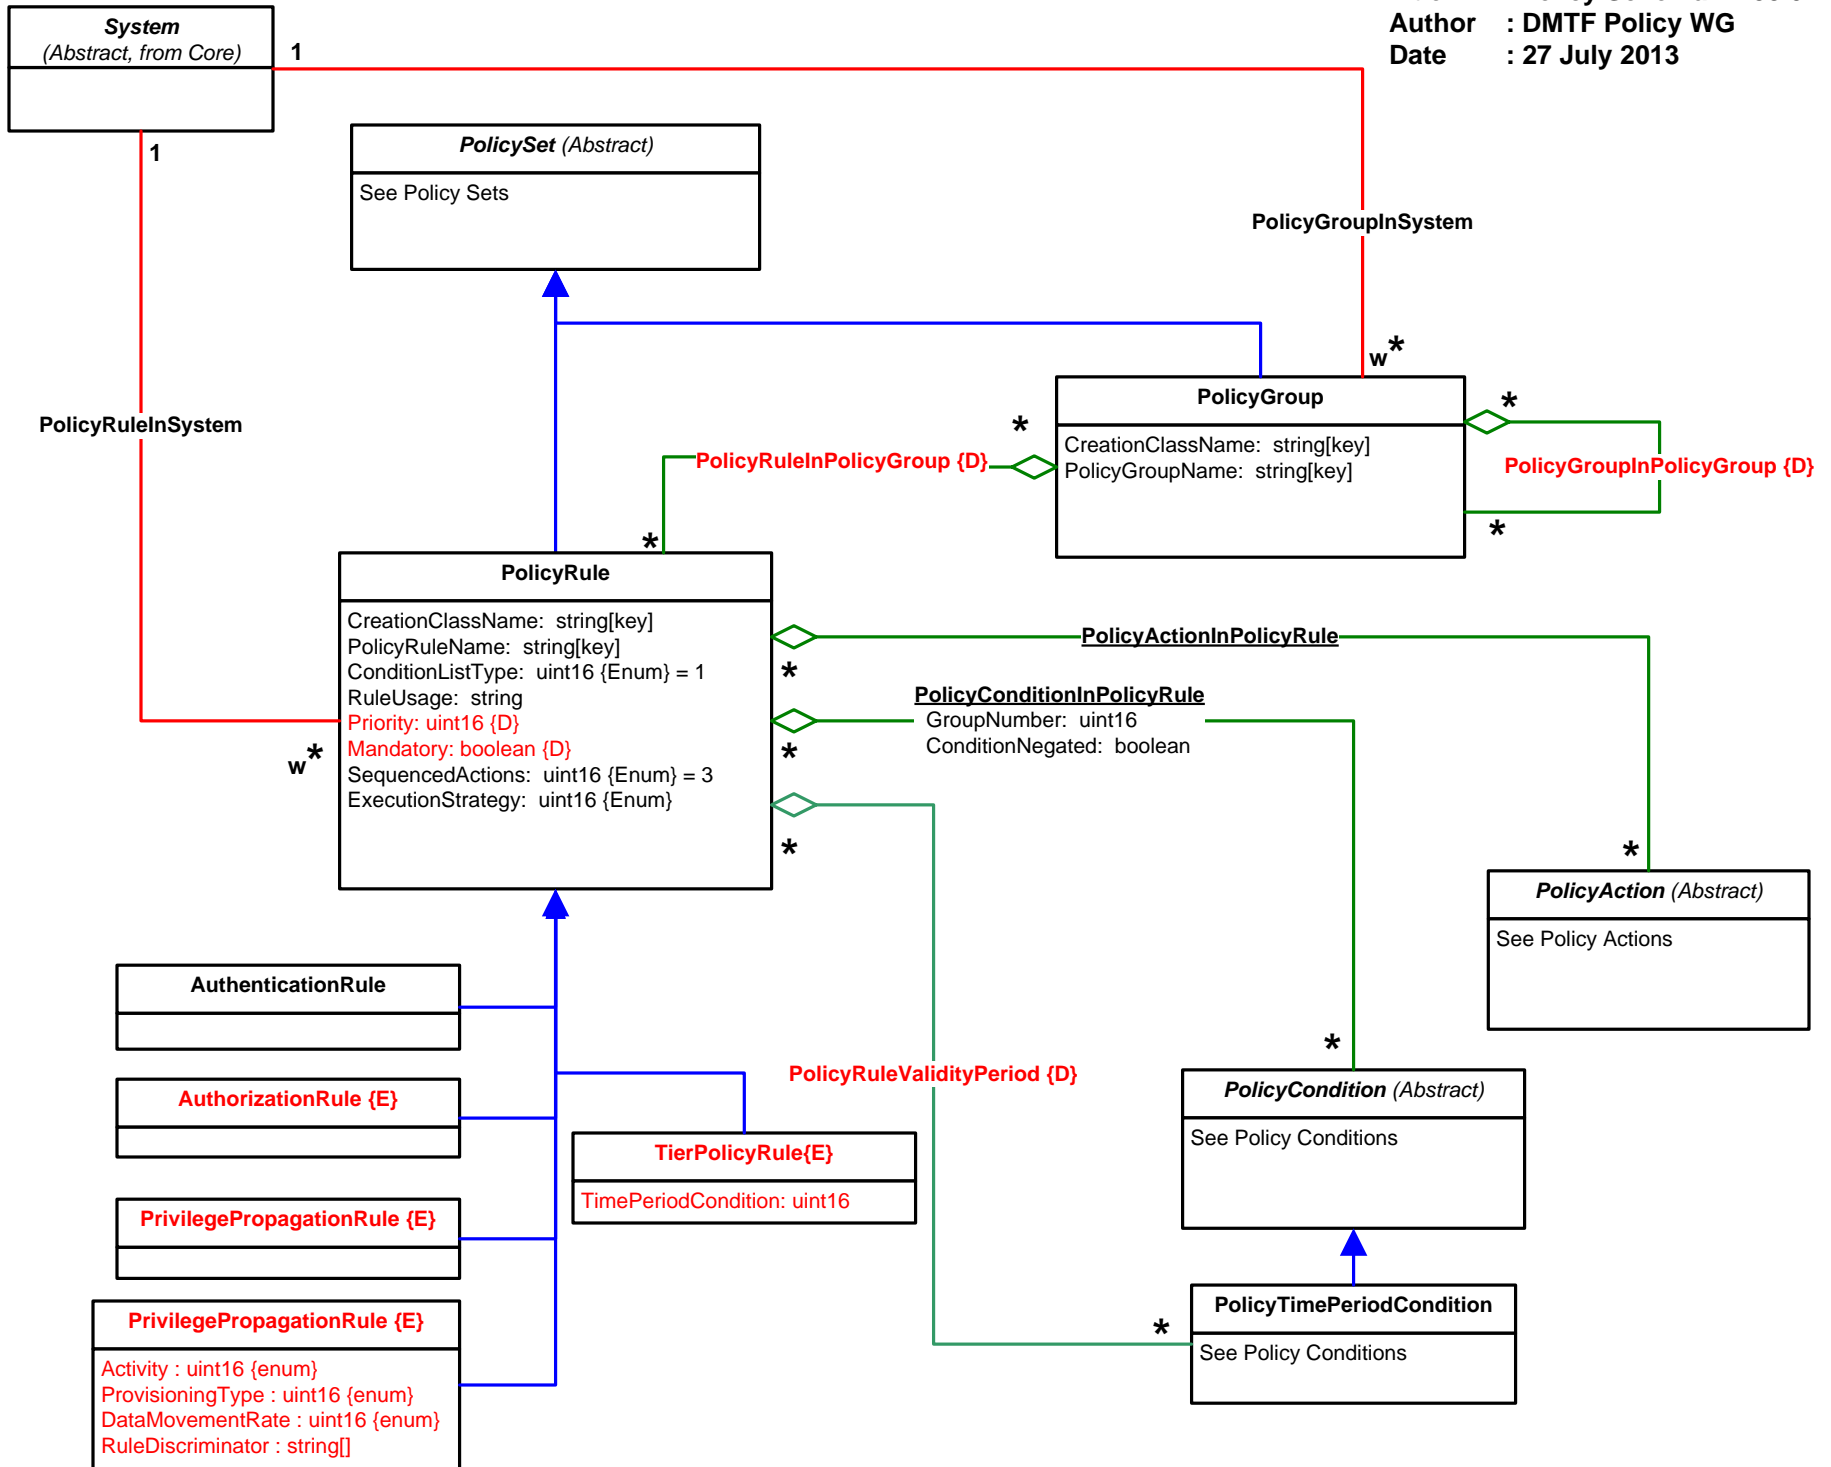 Author : DMTF Policy WG
Date : 27 July 2013
System
(Abstract, from Core)
1
1
PolicySet (Abstract)
See Policy Sets
PolicyGroupInSystem
w*
PolicyRuleInSystem
PolicyGroup
CreationClassName: string[key]
PolicyGroupName: string[key]
*
*
PolicyRuleInPolicyGroup {D}
PolicyGroupInPolicyGroup {D}
*
*
PolicyRule
CreationClassName: string[key]
PolicyRuleName: string[key]
ConditionListType: uint16 {Enum} = 1
RuleUsage: string
Priority: uint16 {D}
Mandatory: boolean {D}
SequencedActions: uint16 {Enum} = 3
ExecutionStrategy: uint16 {Enum}
w*
PolicyActionInPolicyRule
*
PolicyConditionInPolicyRule
GroupNumber: uint16
ConditionNegated: boolean
*
*
*
PolicyAction (Abstract)
See Policy Actions
AuthenticationRule
*
PolicyRuleValidityPeriod {D}
PolicyCondition (Abstract)
See Policy Conditions
AuthorizationRule {E}
TierPolicyRule{E}
TimePeriodCondition: uint16
PrivilegePropagationRule {E}
PolicyTimePeriodCondition
See Policy Conditions
*
PrivilegePropagationRule {E}
Activity : uint16 {enum}
ProvisioningType : uint16 {enum}
DataMovementRate : uint16 {enum}
RuleDiscriminator : string[]